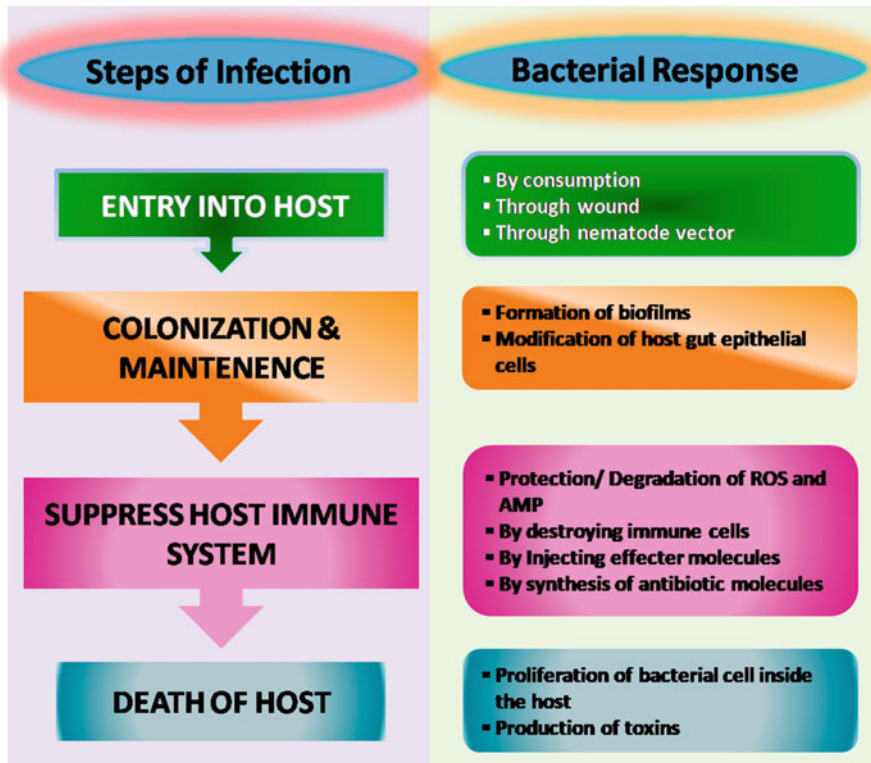 Steps of Infection
Bacterial Response
ENTRY INTO HOST
▪ By consumption
▪ Through wound
▪ Through nematode vector
COLONIZATION &
MAINTENENCE
▪ Formation of biofilms
▪ Modification of host gut epithelial
cells
SUPPRESS HOST IMMUNE
SYSTEM
▪ Protection/ Degradation of ROS and
AMP
▪ By destroying immune cells
▪ By Injecting effecter molecules
▪ By synthesis of antibiotic molecules
DEATH OF HOST
▪ Proliferation of bacterial cell inside
the host
▪ Production of toxins